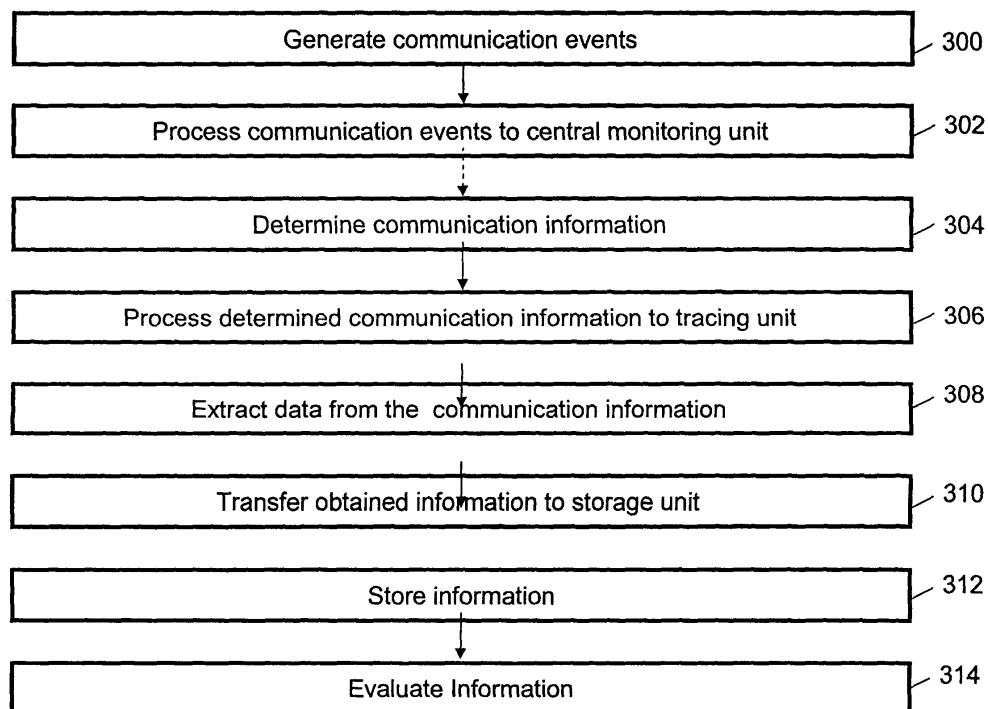 Generate communication events 300
Process communication events to central monitoring unit 302
Determine communication information 304
Process determined communication information to tracing unit 306
Extract data from the communication information 308
Transfer obtained information to storage unit 310
Store information 312
Evaluate Information 314